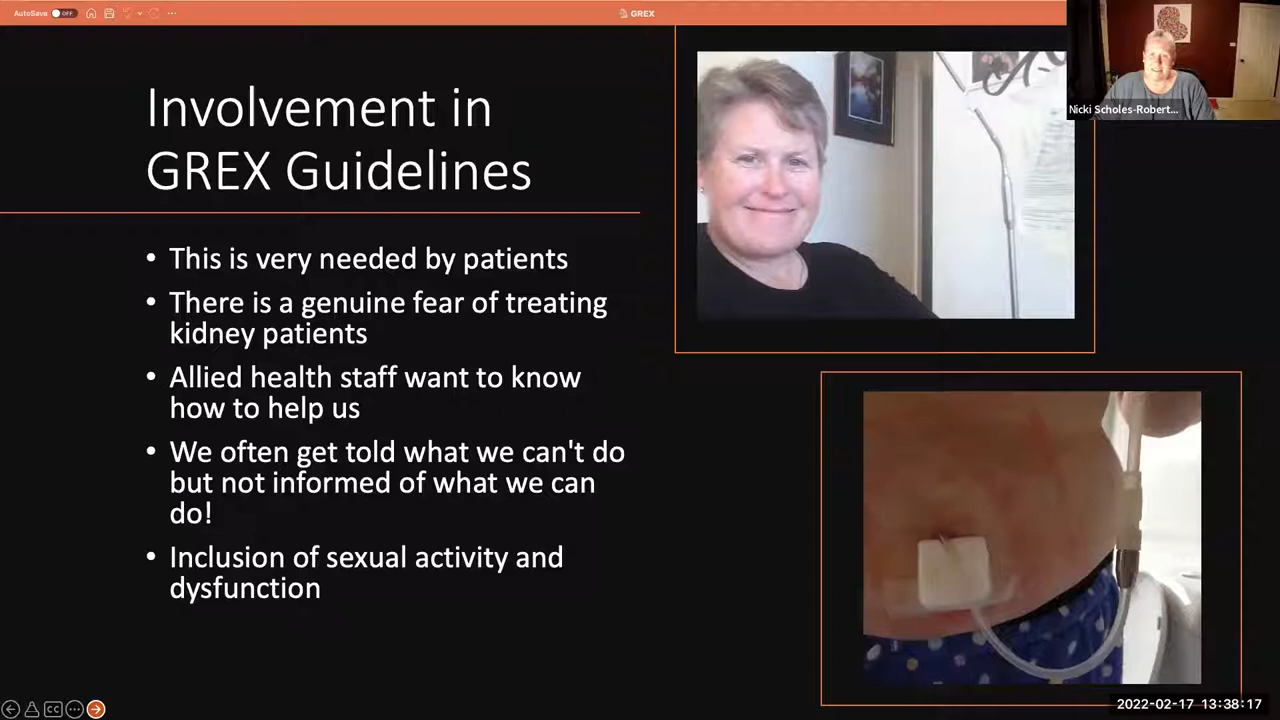 AutoSave OFF
GREX
Nicki Scholes-Robert...
Involvement in
GREX Guidelines
• This is very needed by patients
• There is a genuine fear of treating
kidney patients
• Allied health staff want to know
how to help us
• We often get told what we can't do
but not informed of what we can
do!
• Inclusion of sexual activity and
dysfunction
CC
2022-02-17 13:38:17